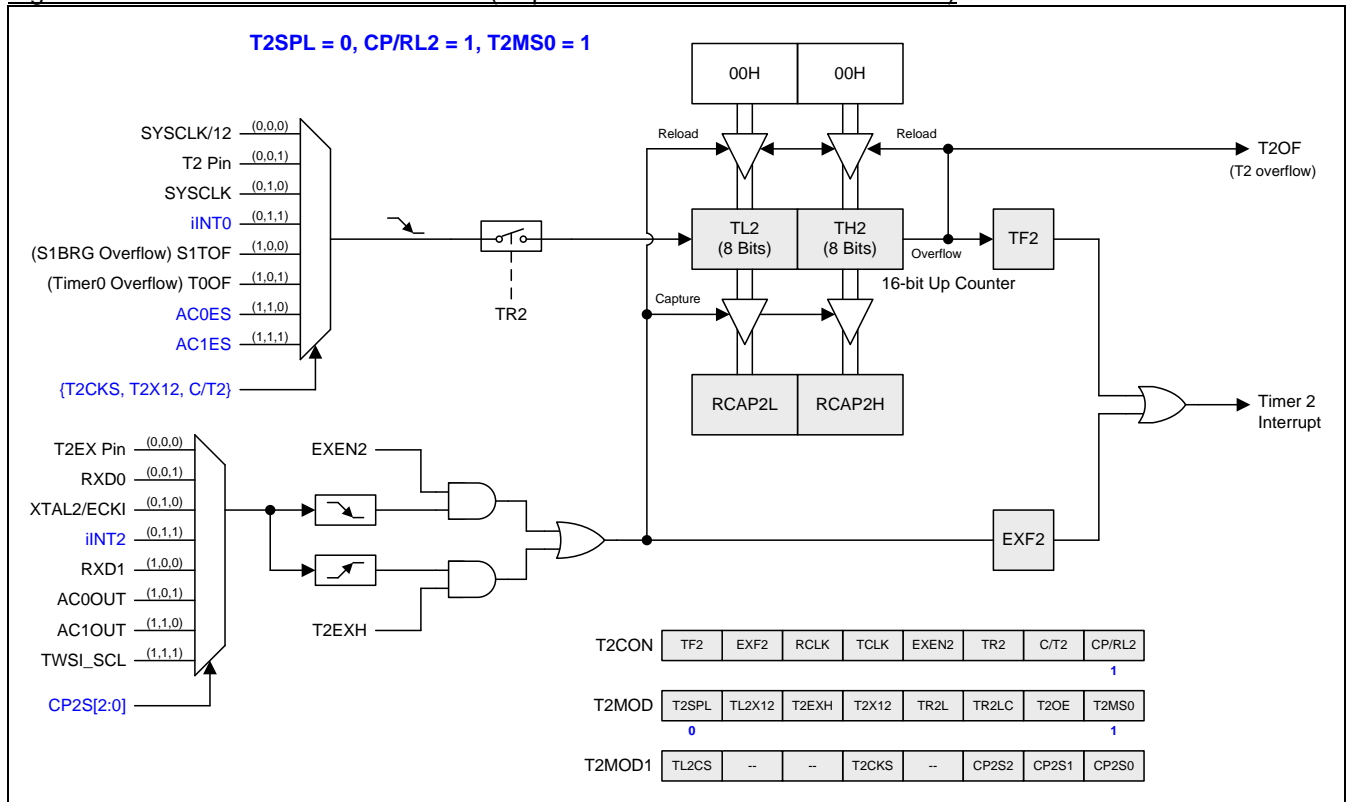 T2SPL = 0, CP/RL2 = 1, T2MS0 = 1
00H 00H
SYSCLK/12 (0,0,0)
T2 Pin (0,0,1)
SYSCLK (0,1,0)
iINT0 (0,1,1)
(S1BRG Overflow) S1TOF (1,0,0)
(Timer0 Overflow) T0OF (1,0,1)
AC0ES (1,1,0)
AC1ES (1,1,1)
{T2CKS, T2X12, C/T2}
TR2
Reload Reload
T2OF
(T2 overflow)
TL2
(8 Bits)
TH2
(8 Bits)
Overflow
TF2
16-bit Up Counter
Capture
RCAP2L RCAP2H
Timer 2
Interrupt
T2EX Pin (0,0,0)
RXD0 (0,0,1)
XTAL2/ECKI (0,1,0)
iINT2 (0,1,1)
RXD1 (1,0,0)
AC0OUT (1,0,1)
AC1OUT (1,1,0)
TWSI_SCL (1,1,1)
CP2S[2:0]
EXEN2
T2EXH
EXF2
T2CON TF2 EXF2 RCLK TCLK EXEN2 TR2 C/T2 CP/RL2
1
T2MOD T2SPL TL2X12 T2EXH T2X12 TR2L TR2LC T2OE T2MS0
0 1
T2MOD1 TL2CS -- -- T2CKS -- CP2S2 CP2S1 CP2S0